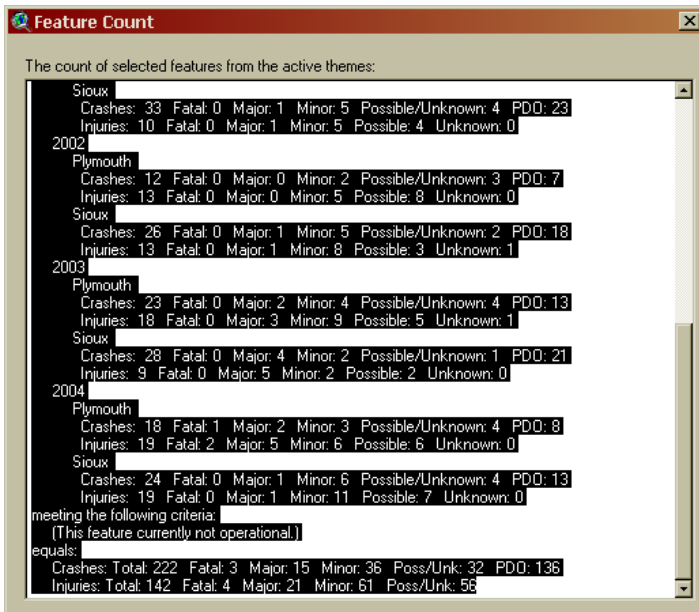 Feature Count
The count of selected features from the active themes:
Sioux
Crashes: 33 Fatal: 0 Major: 1 Minor: 5 Possible/Unknown: 4 PDO: 23
Injuries: 10 Fatal: 0 Major: 1 Minor: 5 Possible: 4 Unknown: 0
2002
Plymouth
Crashes: 12 Fatal: 0 Major: 0 Minor: 2 Possible/Unknown: 3 PDO: 7
Injuries: 13 Fatal: 0 Major: 0 Minor: 5 Possible: 8 Unknown: 0
Sioux
Crashes: 26 Fatal: 0 Major: 1 Minor: 5 Possible/Unknown: 2 PDO: 18
Injuries: 13 Fatal: 0 Major: 1 Minor: 8 Possible: 3 Unknown: 1
2003
Plymouth
Crashes: 23 Fatal: 0 Major: 2 Minor: 4 Possible/Unknown: 4 PDO: 13
Injuries: 18 Fatal: 0 Major: 3 Minor: 9 Possible: 5 Unknown: 1
Sioux
Crashes: 28 Fatal: 0 Major: 4 Minor: 2 Possible/Unknown: 1 PDO: 21
Injuries: 9 Fatal: 0 Major: 5 Minor: 2 Possible: 2 Unknown: 0
2004
Plymouth
Crashes: 18 Fatal: 1 Major: 2 Minor: 3 Possible/Unknown: 4 PDO: 8
Injuries: 19 Fatal: 2 Major: 5 Minor: 6 Possible: 6 Unknown: 0
Sioux
Crashes: 24 Fatal: 0 Major: 1 Minor: 6 Possible/Unknown: 4 PDO: 13
Injuries: 19 Fatal: 0 Major: 1 Minor: 11 Possible: 7 Unknown: 0
meeting the following criteria:
(This feature currently not operational.)
equals:
Crashes: Total: 222 Fatal: 3 Major: 15 Minor: 36 Poss/Unk: 32 PDO: 136
Injuries: Total: 142 Fatal: 4 Major: 21 Minor: 61 Poss/Unk: 56